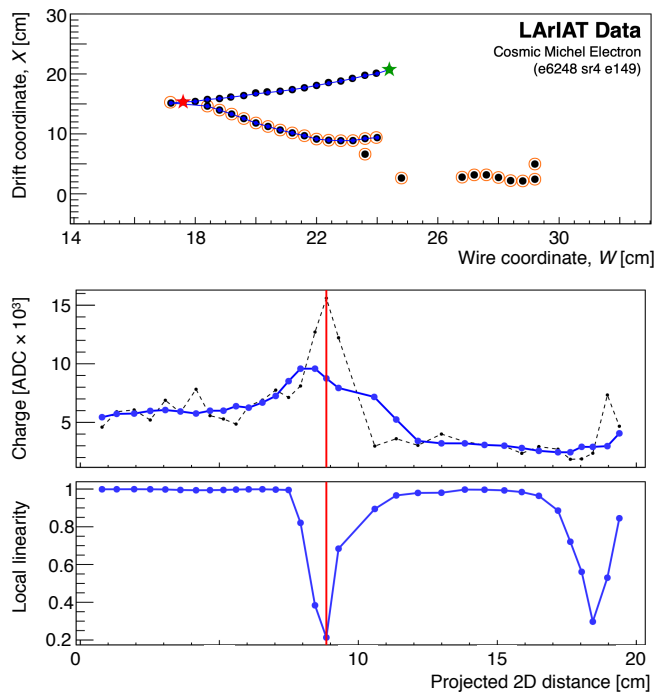 LArIAT Data
Cosmic Michel Electron
(e6248 sr4 e149)
Drift coordinate, X [cm]
30
20
10
0
14 18 22 26 30
Wire coordinate, W [cm]
Charge [ADC × 10³]
15
10
5
Local linearity
1
0.8
0.6
0.4
0.2
0 5 10 15 20
Projected 2D distance [cm]